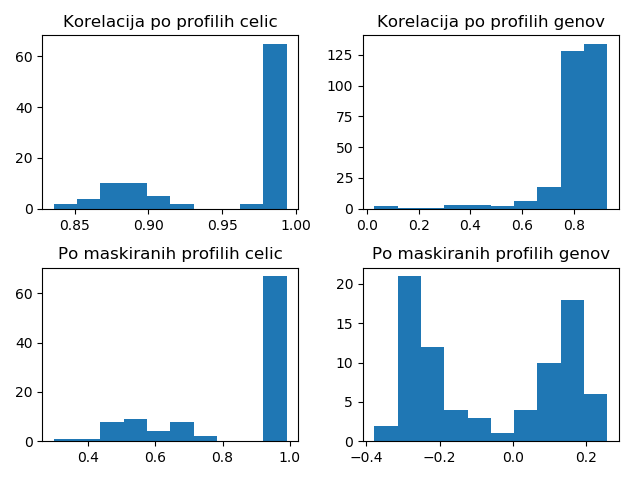 Korelacija po profilih celic
60
40
20
0
0.85 0.90 0.95 1.00
Korelacija po profilih genov
125
100
75
50
25
0
0.0 0.2 0.4 0.6 0.8
Po maskiranih profilih celic
60
40
20
0
0.4 0.6 0.8 1.0
Po maskiranih profilih genov
20
15
10
5
0
−0.4 −0.2 0.0 0.2